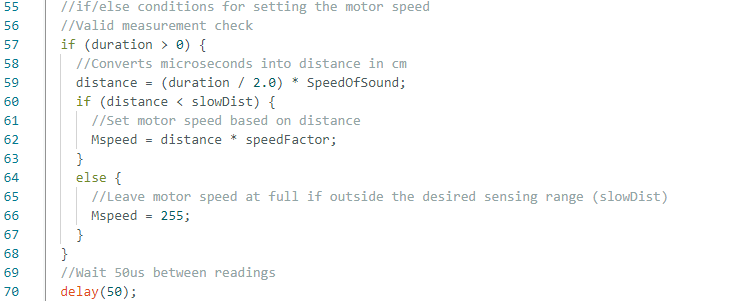 55 //if/else conditions for setting the motor speed
56 //Valid measurement check
57 if (duration > 0) {
58 //Converts microseconds into distance in cm
59 distance = (duration / 2.0) * SpeedOfSound;
60 if (distance < slowDist) {
61 //Set motor speed based on distance
62 Mspeed = distance * speedFactor;
63 }
64 else {
65 //Leave motor speed at full if outside the desired sensing range (slowDist)
66 Mspeed = 255;
67 }
68 }
69 //Wait 50us between readings
70 delay(50);